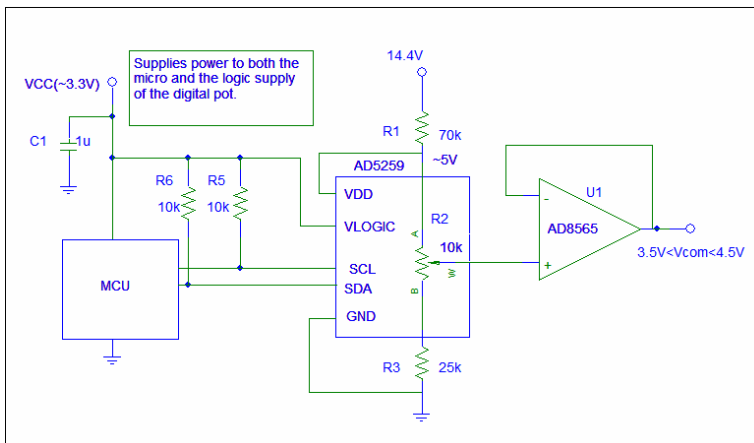 Supplies power to both the
micro and the logic supply
of the digital pot.
VCC(~3.3V)
14.4V
C1
1u
R1
70k
AD5259
~5V
R6
10k
R5
10k
VDD
VLOGIC
SCL
SDA
GND
A
R2
10k
W
B
MCU
R3
25k
U1
-
+
AD8565
3.5V<Vcom<4.5V